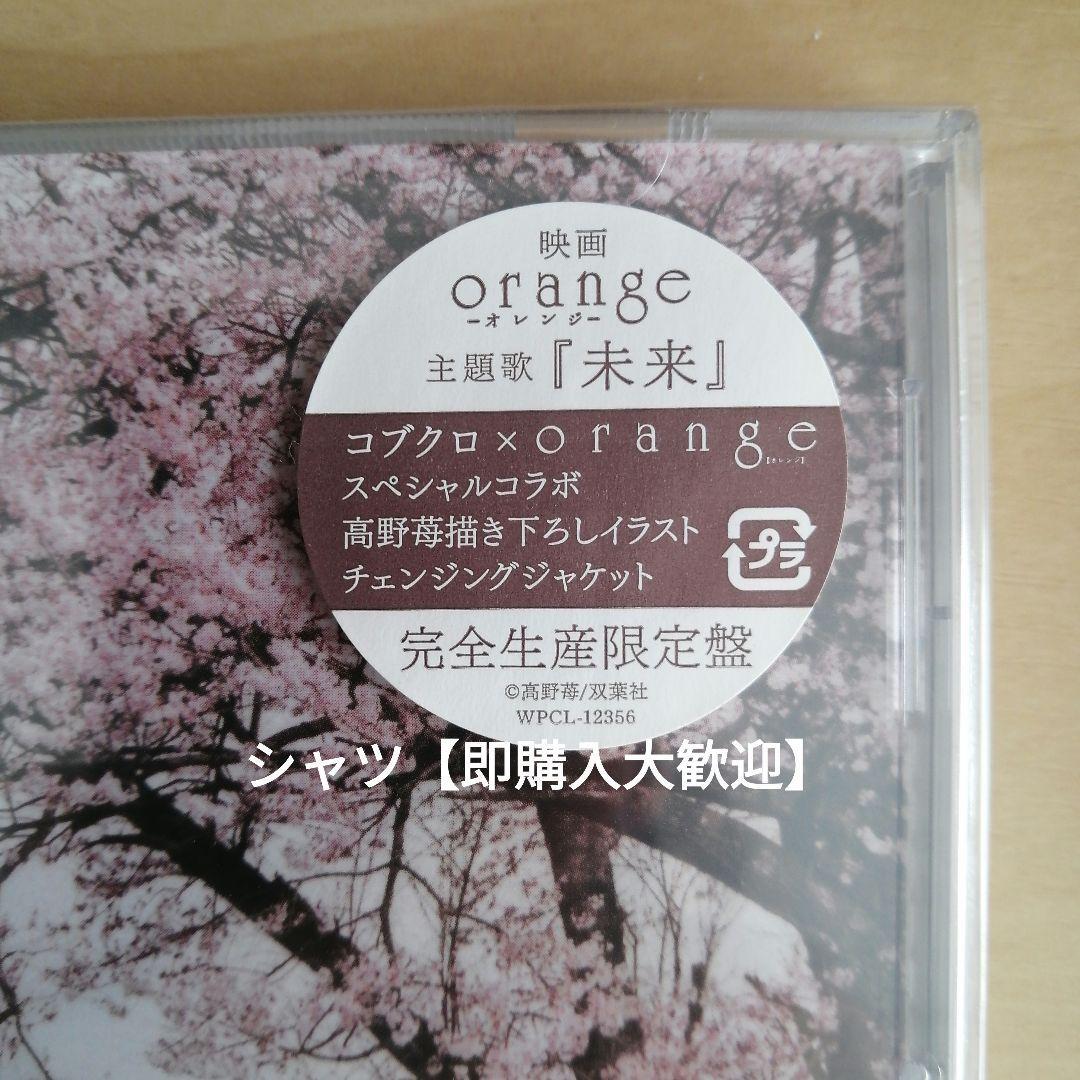 映画
orange
ーオレンジー
主題歌『未来』
コブクロ×orange
【オレンジ】
スペシャルコラボ
高野苺描き下ろしイラスト
チェンジングジャケット
プラ
完全生産限定盤
©高野苺/双葉社
WPCL-12356
シャツ【即購入大歓迎】